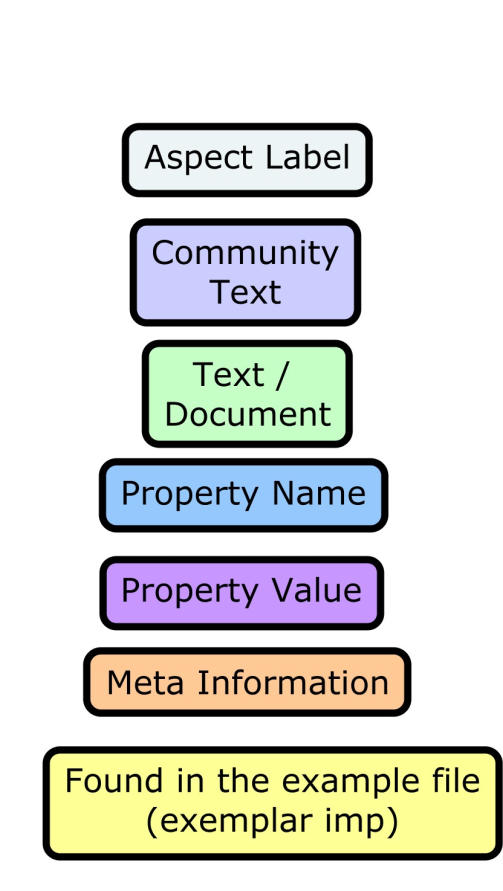 Aspect Label
Community
Text
Text /
Document
Property Name
Property Value
Meta Information
Found in the example file
(exemplar imp)